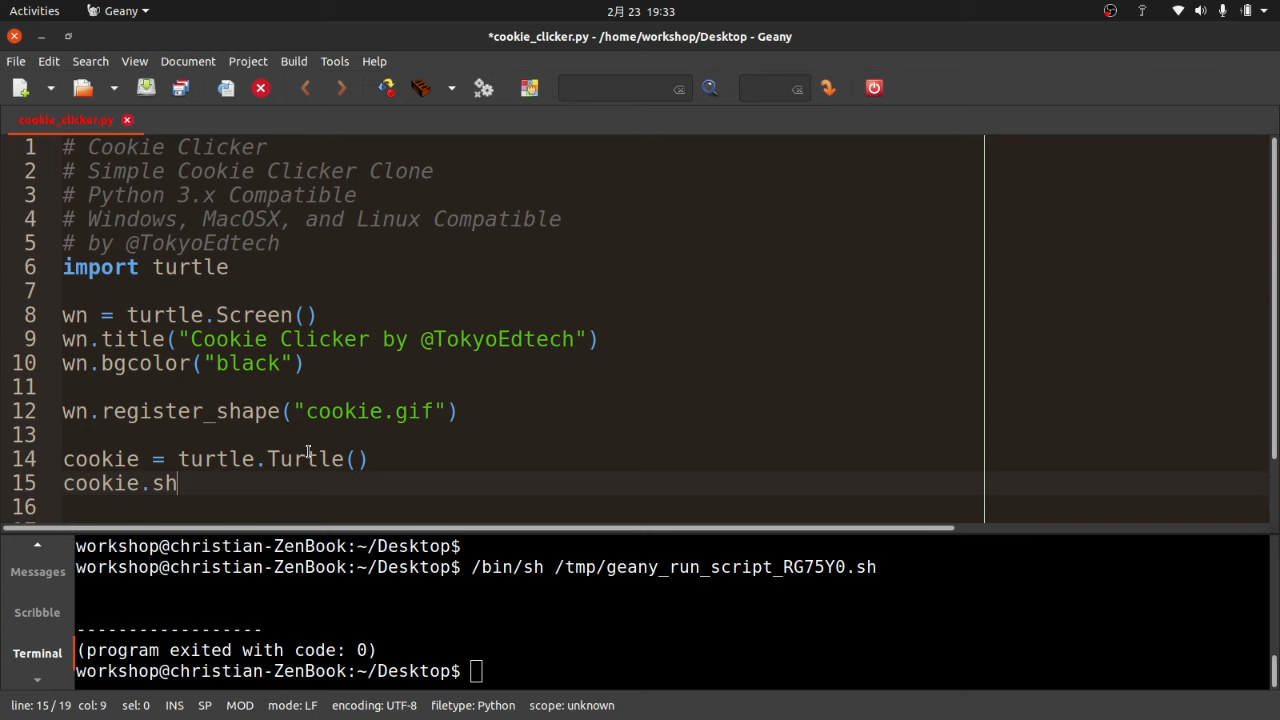 Activities Geany 2月 23 19:33
*cookie_clicker.py - /home/workshop/Desktop - Geany
File Edit Search View Document Project Build Tools Help
cookie_clicker.py
1 # Cookie Clicker
2 # Simple Cookie Clicker Clone
3 # Python 3.x Compatible
4 # Windows, MacOSX, and Linux Compatible
5 # by @TokyoEdtech
6 import turtle
7
8 wn = turtle.Screen()
9 wn.title("Cookie Clicker by @TokyoEdtech")
10 wn.bgcolor("black")
11
12 wn.register_shape("cookie.gif")
13
14 cookie = turtle.Turtle()
15 cookie.sh
16
workshop@christian-ZenBook:~/Desktop$
Messages
workshop@christian-ZenBook:~/Desktop$ /bin/sh /tmp/geany_run_script_RG75Y0.sh
Scribble
------------------
Terminal
(program exited with code: 0)
workshop@christian-ZenBook:~/Desktop$
line: 15 / 19 col: 9 sel: 0 INS SP MOD mode: LF encoding: UTF-8 filetype: Python scope: unknown